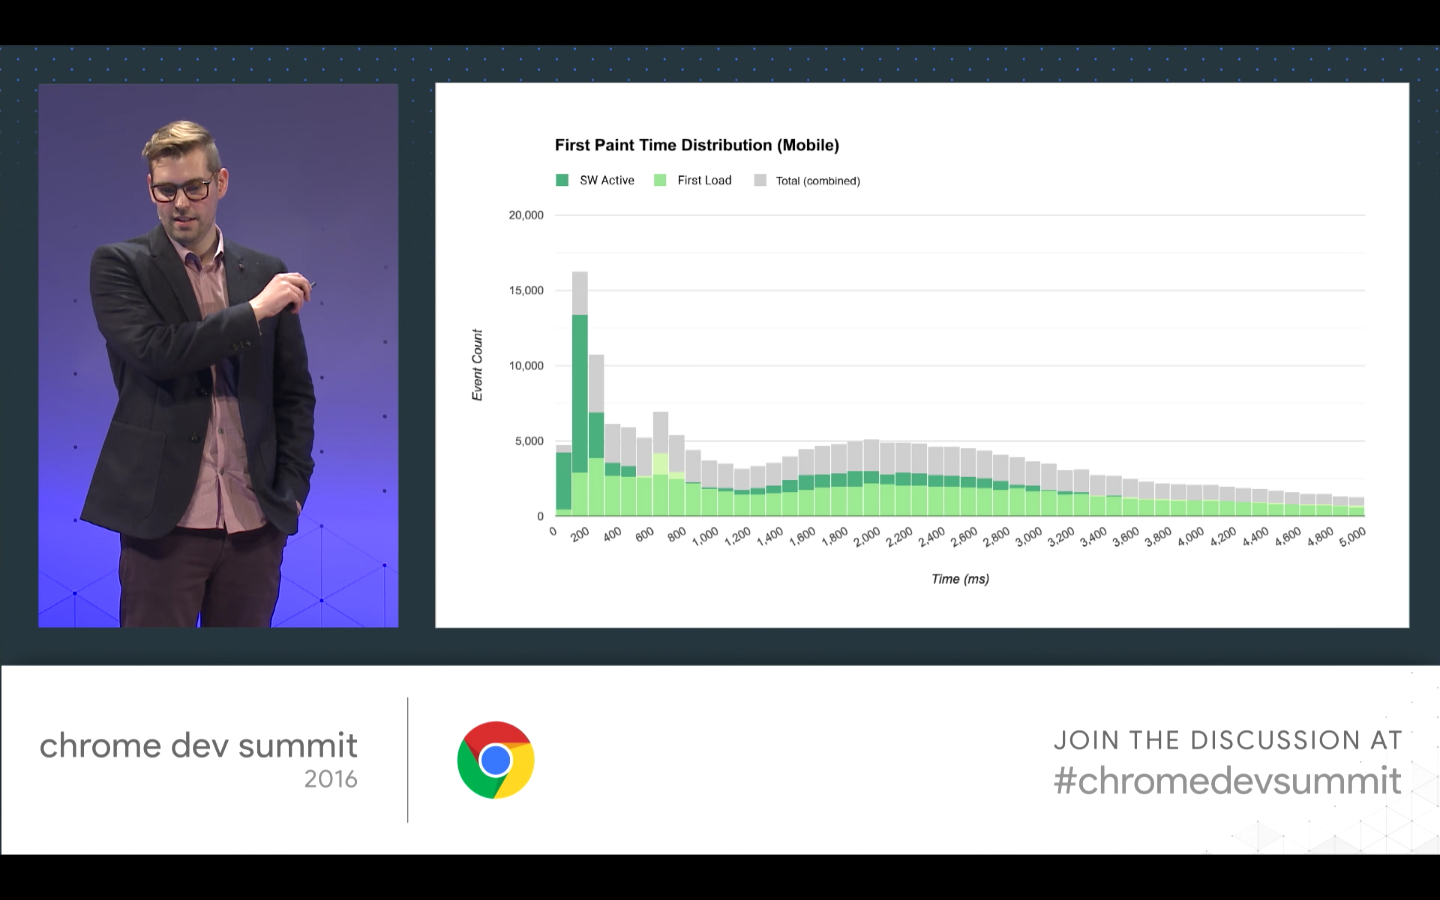 First Paint Time Distribution (Mobile)
SW Active First Load Total (combined)
20,000
15,000
10,000
5,000
0
Event Count
0 200 400 600 800 1,000 1,200 1,400 1,600 1,800 2,000 2,200 2,400 2,600 2,800 3,000 3,200 3,400 3,600 3,800 4,000 4,200 4,400 4,600 4,800 5,000
Time (ms)
chrome dev summit
2016
JOIN THE DISCUSSION AT
#chromedevsummit